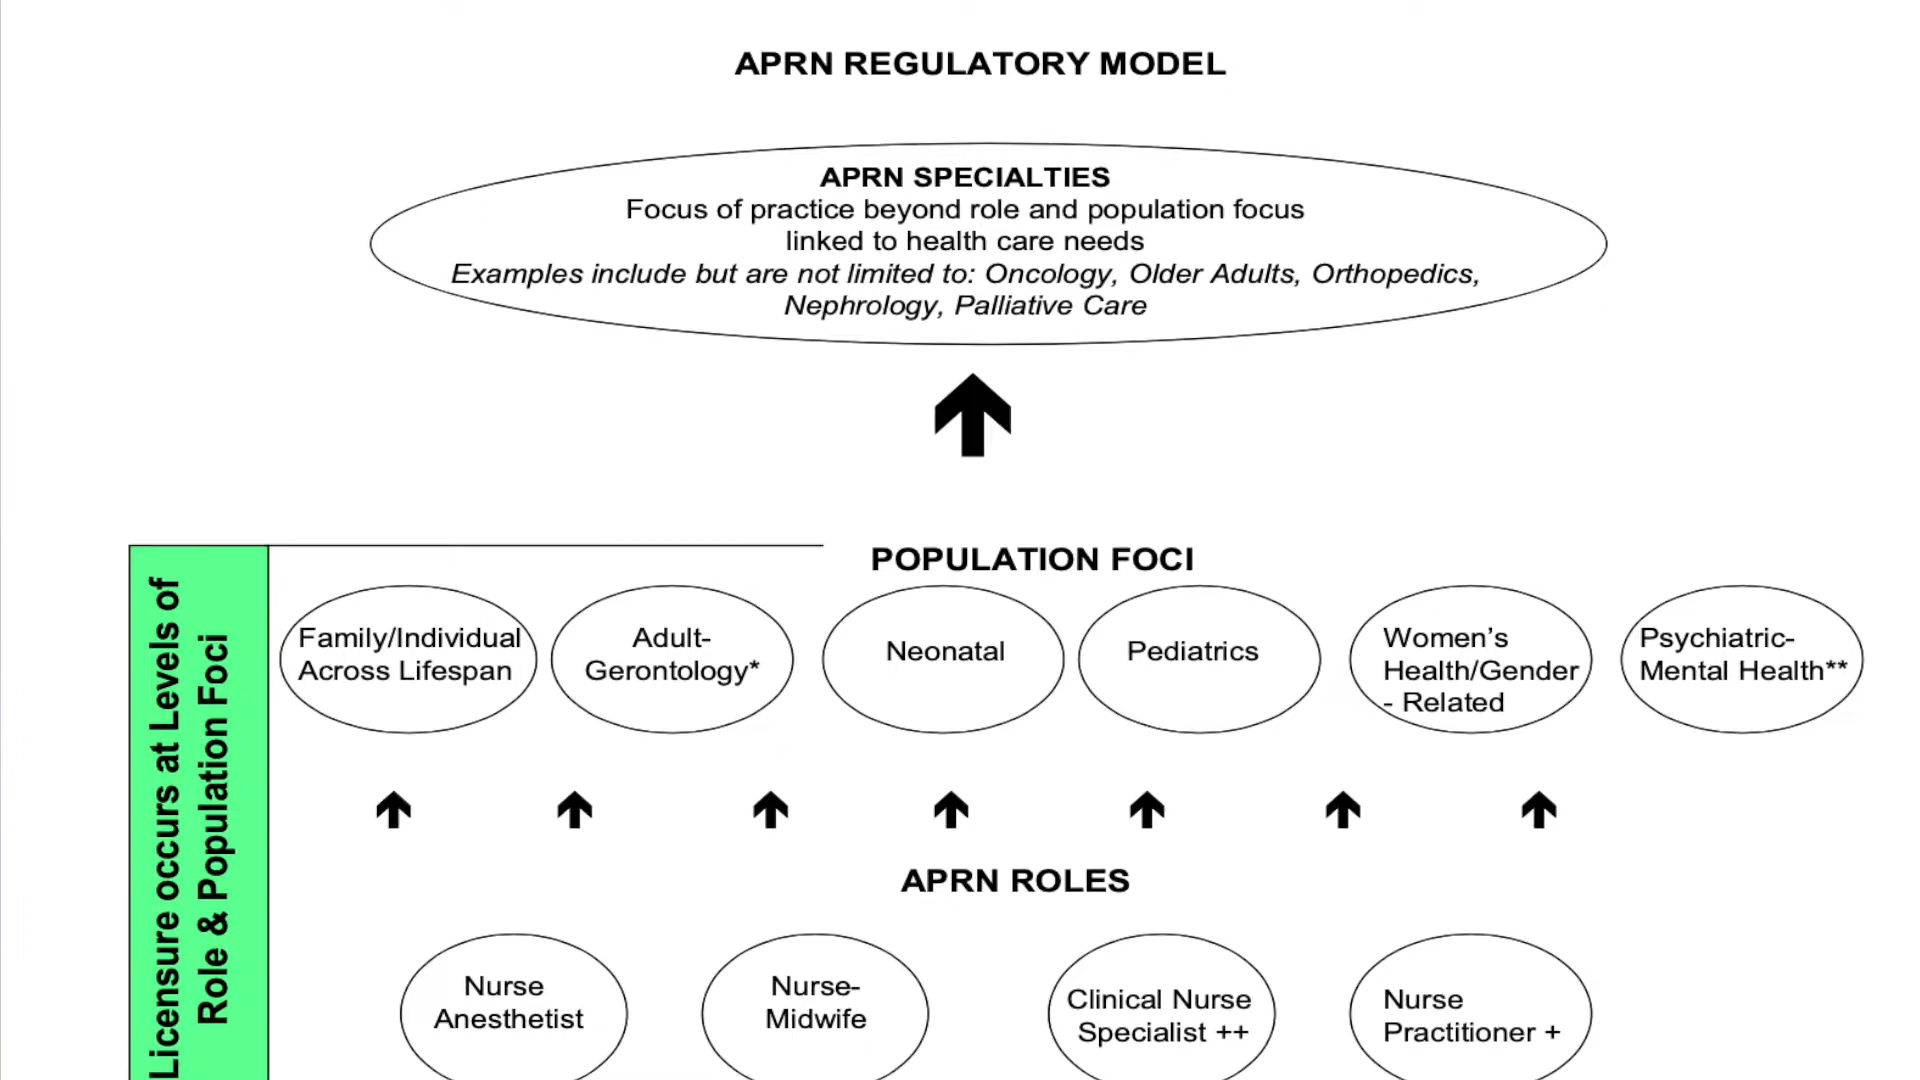 APRN REGULATORY MODEL
APRN SPECIALTIES
Focus of practice beyond role and population focus
linked to health care needs
Examples include but are not limited to: Oncology, Older Adults, Orthopedics,
Nephrology, Palliative Care
Licensure occurs at Levels of
Role & Population Foci
POPULATION FOCI
Family/Individual
Across Lifespan
Adult-
Gerontology*
Neonatal
Pediatrics
Women’s
Health/Gender
- Related
Psychiatric-
Mental Health**
APRN ROLES
Nurse
Anesthetist
Nurse-
Midwife
Clinical Nurse
Specialist ++
Nurse
Practitioner +